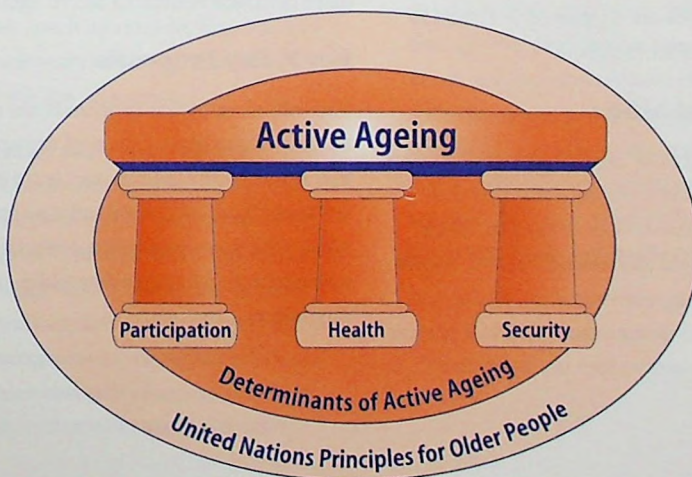 Active Ageing
Participation
Health
Security
Determinants of Active Ageing
United Nations Principles for Older People